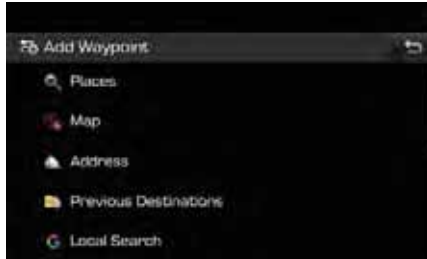 Add Waypoint
Places
Map
Address
Previous Destinations
Local Search